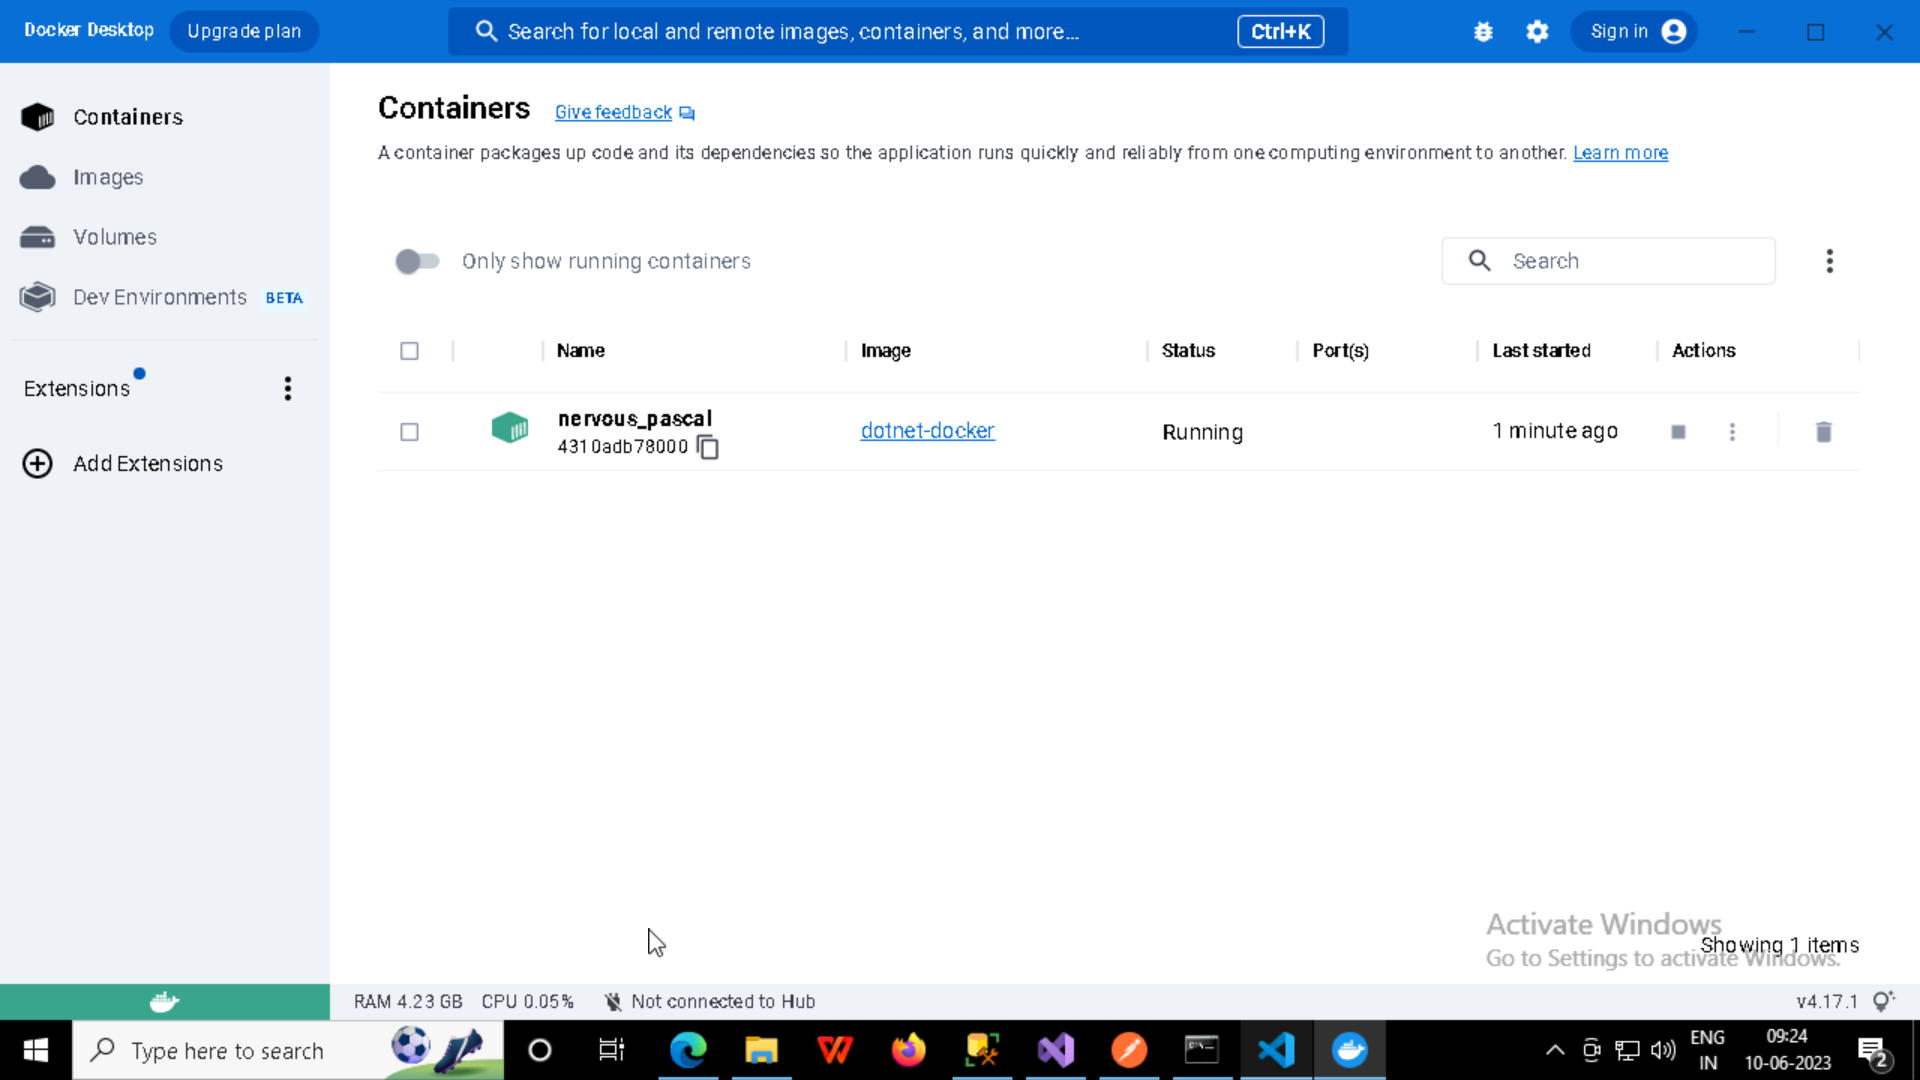 Docker Desktop Upgrade plan Search for local and remote images, containers, and more... Ctrl+K Sign in
Containers
Images
Volumes
Dev Environments BETA
Extensions
Add Extensions
Containers Give feedback
A container packages up code and its dependencies so the application runs quickly and reliably from one computing environment to another. Learn more
Only show running containers Search
Name Image Status Port(s) Last started Actions
nervous_pascal
4310adb78000
dotnet-docker Running 1 minute ago
Activate Windows
Showing 1 items
Go to Settings to activate Windows.
RAM 4.23 GB CPU 0.05% Not connected to Hub v4.17.1
Type here to search
ENG
IN
09:24
10-06-2023
2